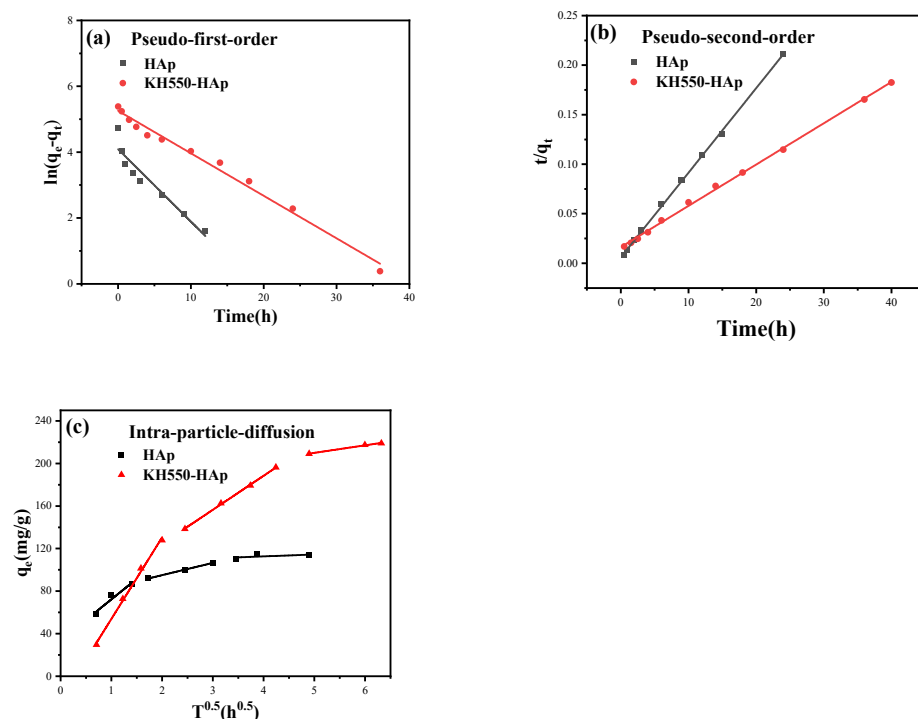 (a)
Pseudo-first-order
HAp
KH550-HAp
ln(qe-qt)
8
6
4
2
0
0
10
20
30
40
Time(h)
(b)
Pseudo-second-order
HAp
KH550-HAp
t/qt
0.25
0.20
0.15
0.10
0.05
0.00
0
10
20
30
40
Time(h)
(c)
Intra-particle-diffusion
HAp
KH550-HAp
qe(mg/g)
240
200
160
120
80
40
0
0
1
2
3
4
5
6
T^0.5(h^0.5)